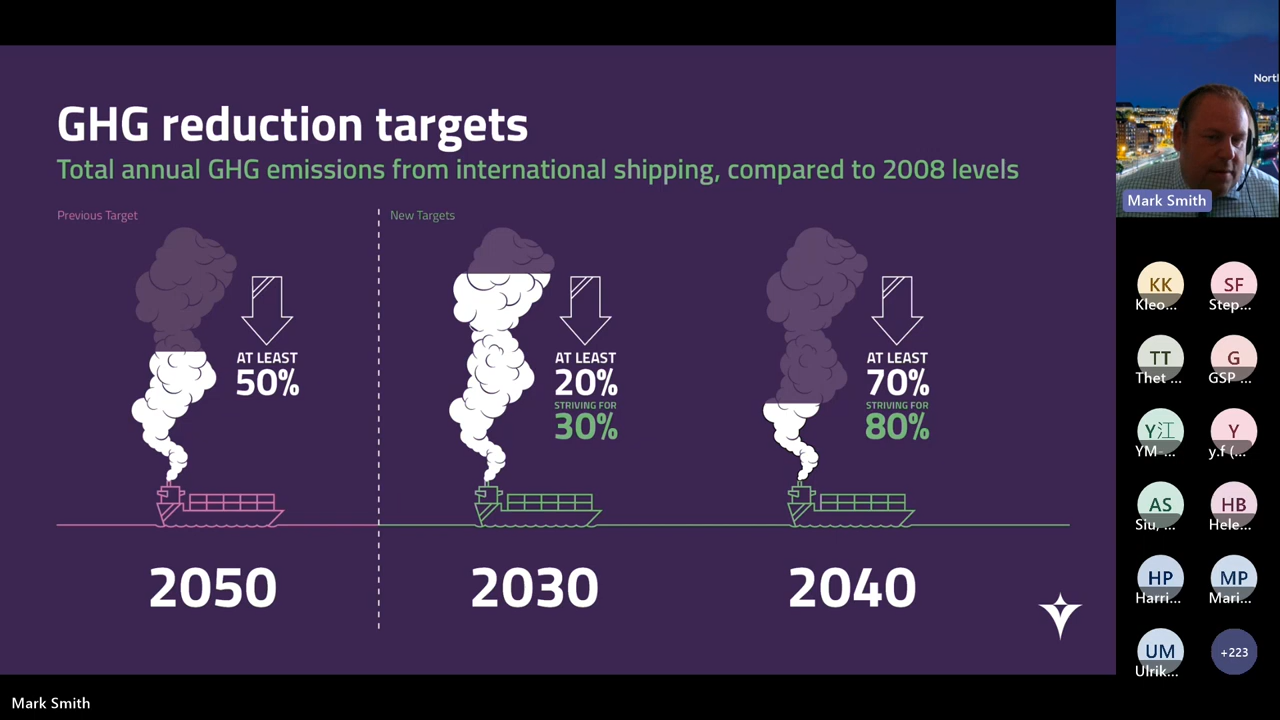 GHG reduction targets
Total annual GHG emissions from international shipping, compared to 2008 levels
Previous Target
New Targets
AT LEAST
50%
AT LEAST
20%
STRIVING FOR
30%
AT LEAST
70%
STRIVING FOR
80%
2050
2030
2040
North
Mark Smith
KK
Kleo...
SF
Step...
TT
Thet ...
G
GSP ...
Y江
YM-...
Y
y.f (...
AS
Siu, ...
HB
Hele...
HP
Harri...
MP
Mari...
UM
Ulrik...
+223
Mark Smith